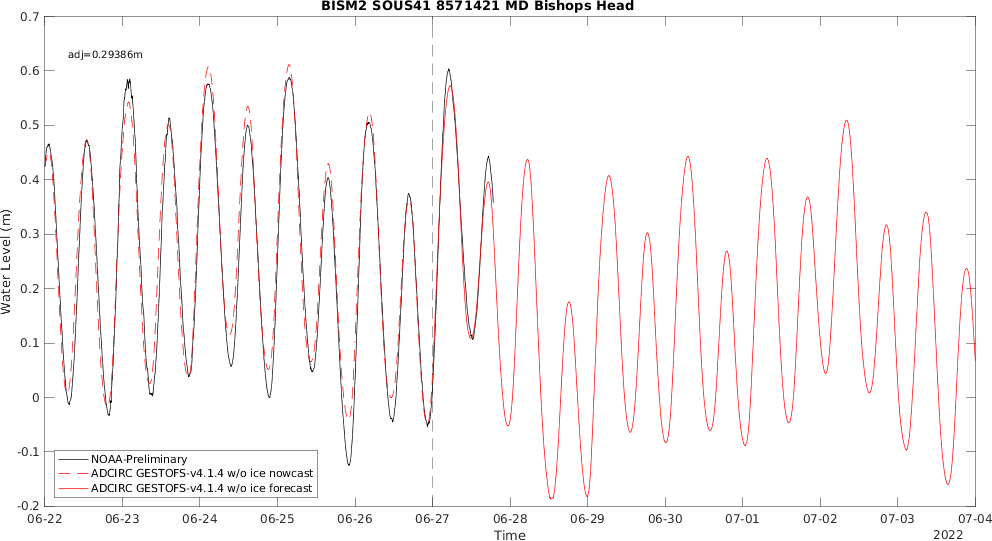 BISM2 SOUS41 8571421 MD Bishops Head
0.7
adj=0.29386m
0.6
0.5
0.4
0.3
0.2
0.1
0
-0.1
-0.2
Water Level (m)
NOAA-Preliminary
ADCIRC GESTOFS-v4.1.4 w/o ice nowcast
ADCIRC GESTOFS-v4.1.4 w/o ice forecast
06-22 06-23 06-24 06-25 06-26 06-27 06-28 06-29 06-30 07-01 07-02 07-03 07-04
Time
2022